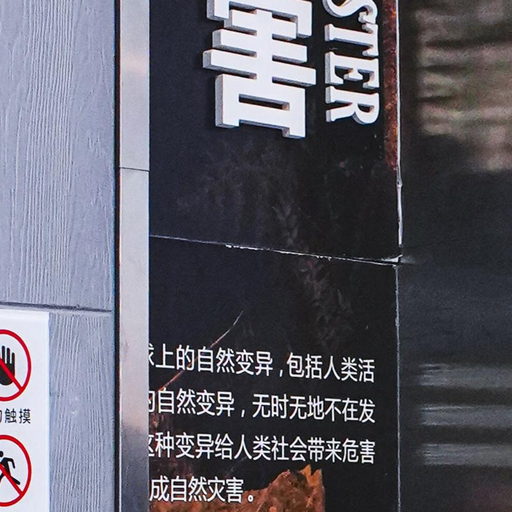 害
STER
上的自然变异，包括人类活
自然变异，无时无地不在发
这种变异给人类社会带来危害
成自然灾害。
触摸